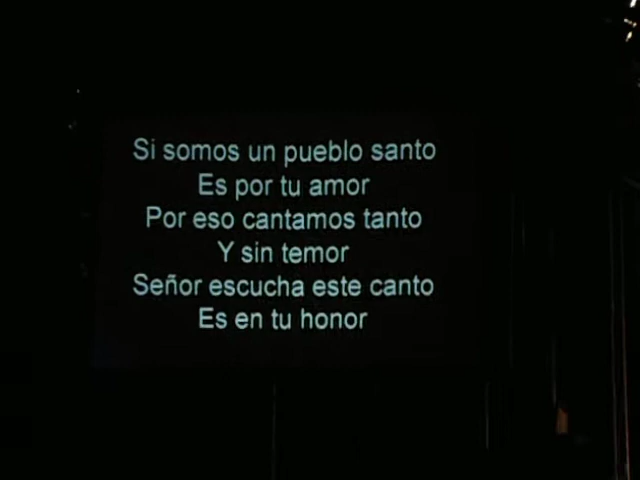 Si somos un pueblo santo
Es por tu amor
Por eso cantamos tanto
Y sin temor
Señor escucha este canto
Es en tu honor